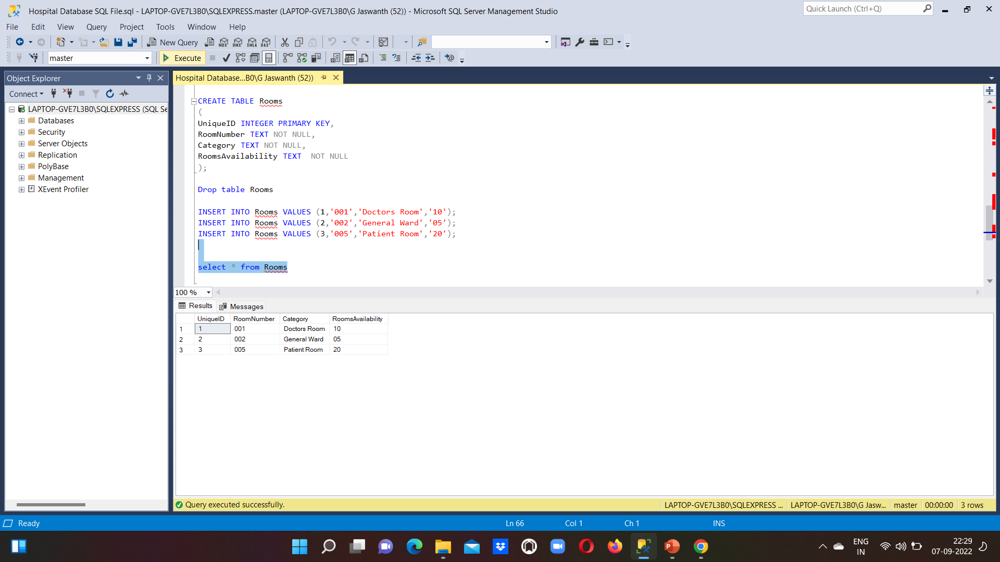 Hospital Database SQL File.sql - LAPTOP-GVE7L3B0\SQLEXPRESS.master (LAPTOP-GVE7L3B0\G Jaswanth (52)) - Microsoft SQL Server Management Studio
Quick Launch (Ctrl+Q)
File Edit View Query Project Tools Window Help
New Query MDX DMX XMLA DAX
master Execute
Object Explorer
Hospital Database...B0\G Jaswanth (52))
Connect
LAPTOP-GVE7L3B0\SQLEXPRESS (SQL Se
Databases
Security
Server Objects
Replication
PolyBase
Management
XEvent Profiler
CREATE TABLE Rooms
(
UniqueID INTEGER PRIMARY KEY,
RoomNumber TEXT NOT NULL,
Category TEXT NOT NULL,
RoomsAvailability TEXT  NOT NULL
);
Drop table Rooms
INSERT INTO Rooms VALUES (1,'001','Doctors Room','10');
INSERT INTO Rooms VALUES (2,'002','General Ward','05');
INSERT INTO Rooms VALUES (3,'005','Patient Room','20');
select * from Rooms
100 %
Results Messages
UniqueID RoomNumber Category RoomsAvailability
1 1 001 Doctors Room 10
2 2 002 General Ward 05
3 3 005 Patient Room 20
Query executed successfully. LAPTOP-GVE7L3B0\SQLEXPRESS ... LAPTOP-GVE7L3B0\G Jasw... master 00:00:00 3 rows
Ready Ln 66 Col 1 Ch 1 INS
ENG
IN
22:29
07-09-2022